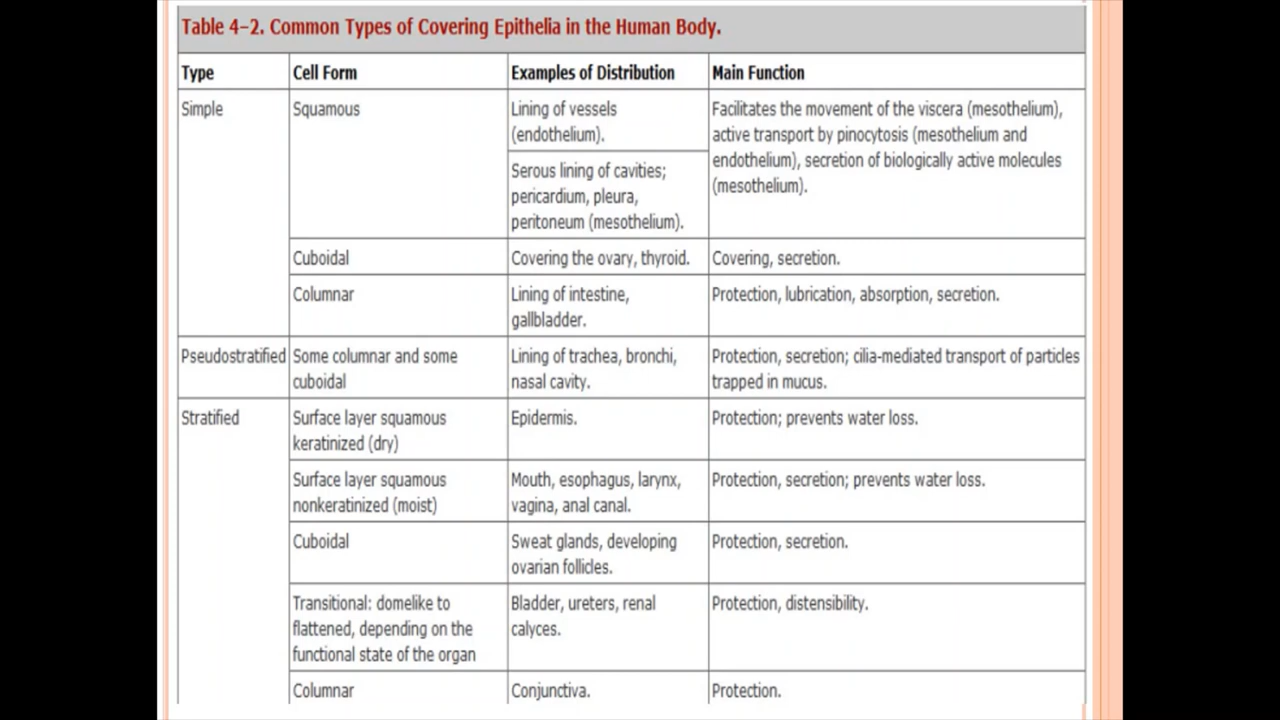 Table 4–2. Common Types of Covering Epithelia in the Human Body.
Type Cell Form Examples of Distribution Main Function
Simple Squamous Lining of vessels Facilitates the movement of the viscera (mesothelium),
(endothelium). active transport by pinocytosis (mesothelium and
endothelium), secretion of biologically active molecules
Serous lining of cavities; (mesothelium).
pericardium, pleura,
peritoneum (mesothelium).
Cuboidal Covering the ovary, thyroid. Covering, secretion.
Columnar Lining of intestine, Protection, lubrication, absorption, secretion.
gallbladder.
Pseudostratified Some columnar and some Lining of trachea, bronchi, Protection, secretion; cilia-mediated transport of particles
cuboidal nasal cavity. trapped in mucus.
Stratified Surface layer squamous Epidermis. Protection; prevents water loss.
keratinized (dry)
Surface layer squamous Mouth, esophagus, larynx, Protection, secretion; prevents water loss.
nonkeratinized (moist) vagina, anal canal.
Cuboidal Sweat glands, developing Protection, secretion.
ovarian follicles.
Transitional: domelike to Bladder, ureters, renal Protection, distensibility.
flattened, depending on the calyces.
functional state of the organ
Columnar Conjunctiva. Protection.